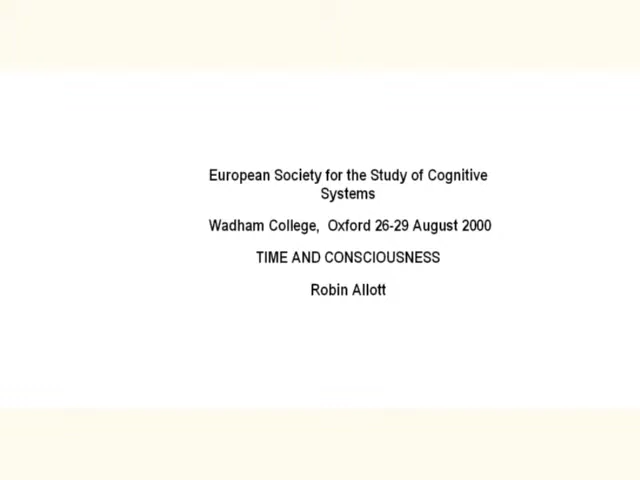 European Society for the Study of Cognitive
Systems
Wadham College, Oxford 26-29 August 2000
TIME AND CONSCIOUSNESS
Robin Allott